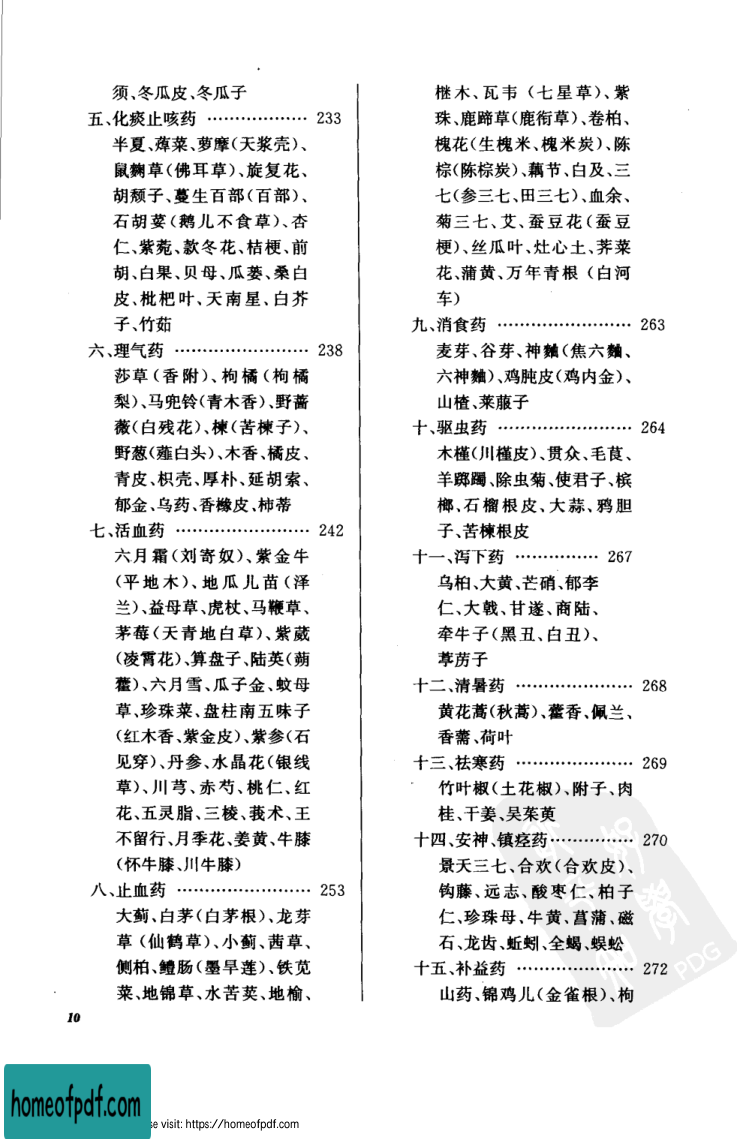 须、冬瓜皮、冬瓜子
五、化痰止咳药 ……………… 233
半夏、蔊菜、萝摩(天浆壳)、
鼠麴草(佛耳草)、旋复花、
胡颓子、蔓生百部(百部)、
石胡荽(鹅儿不食草)、杏
仁、紫菀、款冬花、桔梗、前
胡、白果、贝母、瓜蒌、桑白
皮、枇杷叶、天南星、白芥
子、竹茹
六、理气药 …………………… 238
莎草(香附)、枸橘(枸橘
梨)、马兜铃(青木香)、野蔷
薇(白残花)、楝(苦楝子)、
野葱(薤白头)、木香、橘皮、
青皮、枳壳、厚朴、延胡索、
郁金、乌药、香橼皮、柿蒂
七、活血药 …………………… 242
六月霜(刘寄奴)、紫金牛
(平地木)、地瓜儿苗(泽
兰)、益母草、虎杖、马鞭草、
茅莓(天青地白草)、紫葳
(凌霄花)、算盘子、陆英(蒴
藋)、六月雪、瓜子金、蚊母
草、珍珠菜、盘柱南五味子
(红木香、紫金皮)、紫参(石
见穿)、丹参、水晶花(银线
草)、川芎、赤芍、桃仁、红
花、五灵脂、三棱、莪术、王
不留行、月季花、姜黄、牛膝
(怀牛膝、川牛膝)
八、止血药 …………………… 253
大蓟、白茅(白茅根)、龙芽
草(仙鹤草)、小蓟、茜草、
侧柏、鳢肠(墨旱莲)、铁苋
菜、地锦草、水苦荬、地榆、
檵木、瓦韦(七星草)、紫
珠、鹿蹄草(鹿衔草)、卷柏、
槐花(生槐米、槐米炭)、陈
棕(陈棕炭)、藕节、白及、三
七(参三七、田三七)、血余、
菊三七、艾、蚕豆花(蚕豆
梗)、丝瓜叶、灶心土、荠菜
花、蒲黄、万年青根(白河
车)
九、消食药 …………………… 263
麦芽、谷芽、神麯(焦六麯、
六神麯)、鸡肫皮(鸡内金)、
山楂、莱菔子
十、驱虫药 …………………… 264
木槿(川槿皮)、贯众、毛茛、
羊踯躅、除虫菊、使君子、槟
榔、石榴根皮、大蒜、鸦胆
子、苦楝根皮
十一、泻下药 …………… 267
乌桕、大黄、芒硝、郁李
仁、大戟、甘遂、商陆、
牵牛子(黑丑、白丑)、
葶苈子
十二、清暑药 ………………… 268
黄花蒿(秋蒿)、藿香、佩兰、
香薷、荷叶
十三、祛寒药 ………………… 269
竹叶椒(土花椒)、附子、肉
桂、干姜、吴茱萸
十四、安神、镇痉药…………… 270
景天三七、合欢(合欢皮)、
钩藤、远志、酸枣仁、柏子
仁、珍珠母、牛黄、菖蒲、磁
石、龙齿、蚯蚓、全蝎、蜈蚣
十五、补益药 ………………… 272
山药、锦鸡儿(金雀根)、枸
10
PDG
homeofpdf.com
se visit: https://homeofpdf.com